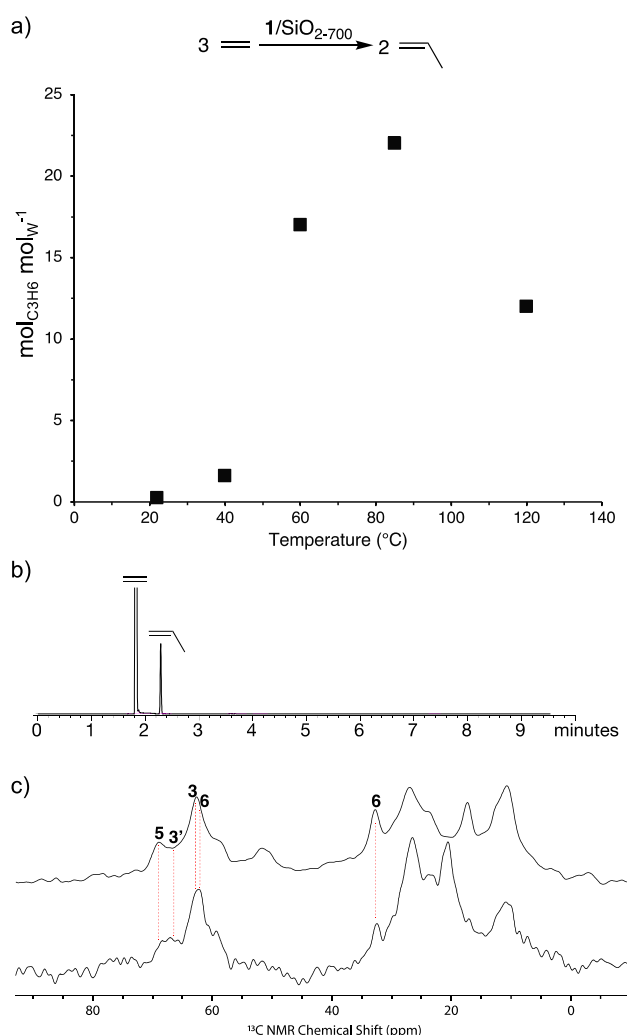 a)
3 1/SiO2-700 2
25
20
15
10
5
0
molC3H6 molW-1
0 20 40 60 80 100 120 140
Temperature (°C)
b)
0 1 2 3 4 5 6 7 8 9 minutes
c)
5 3' 3 6 6
80 60 40 20 0
¹³C NMR Chemical Shift (ppm)